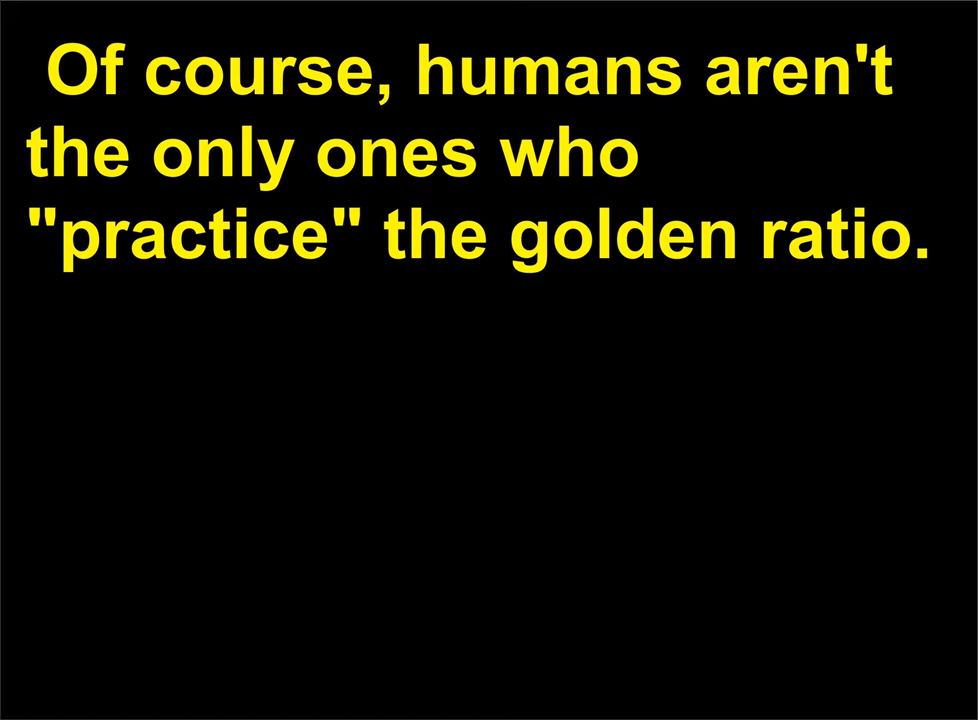 Of course, humans aren't
the only ones who
"practice" the golden ratio.